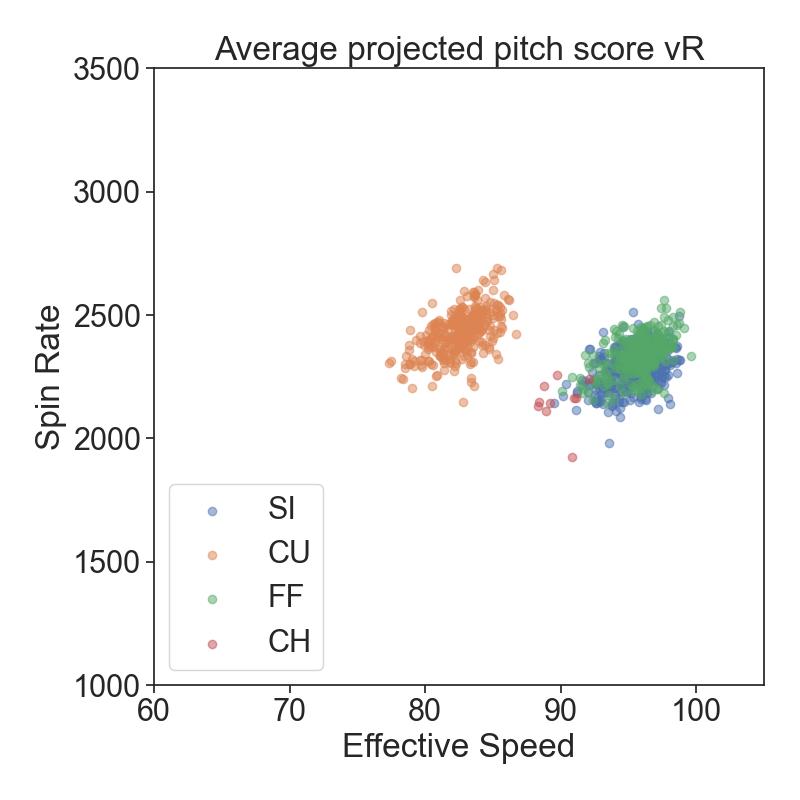 Average projected pitch score vR
3500
3000
2500
2000
1500
1000
Spin Rate
SI
CU
FF
CH
60 70 80 90 100
Effective Speed